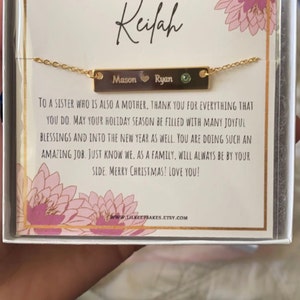 Keilah
Mason Ryan
TO A SISTER WHO IS ALSO A MOTHER, THANK YOU FOR EVERYTHING THAT
YOU DO. MAY YOUR HOLIDAY SEASON BE FILLED WITH MANY JOYFUL
BLESSINGS AND INTO THE NEW YEAR AS WELL. YOU ARE DOING SUCH AN
AMAZING JOB. JUST KNOW WE, AS A FAMILY, WILL ALWAYS BE BY YOUR
SIDE. MERRY CHRISTMAS! LOVE YOU!
WWW.LILKEEPSAKES.ETSY.COM